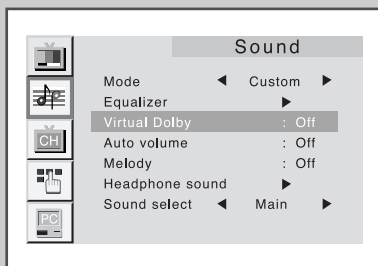 Sound
Mode ◀ Custom ▶
Equalizer ▶
Virtual Dolby : Off
Auto volume : Off
Melody : Off
Headphone sound ▶
Sound select ◀ Main ▶
CH
PC